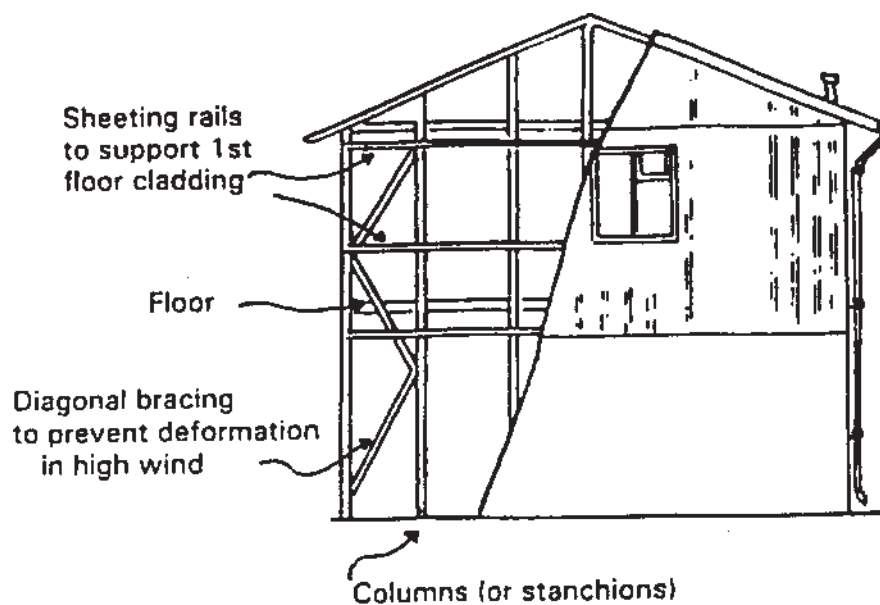 Sheeting rails
to support 1st
floor cladding
Floor
Diagonal bracing
to prevent deformation
in high wind
Columns (or stanchions)